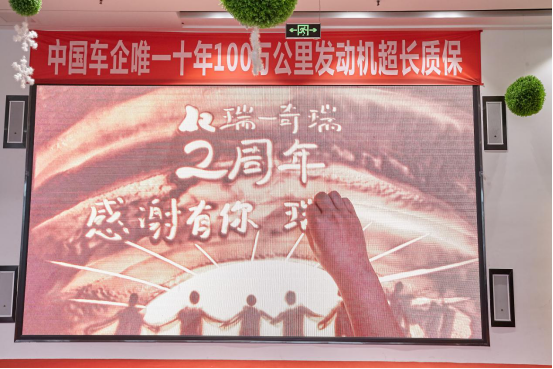 中国车企唯一十年100万公里发动机超长质保
瑞一奇瑞
2周年
感谢有你 瑞